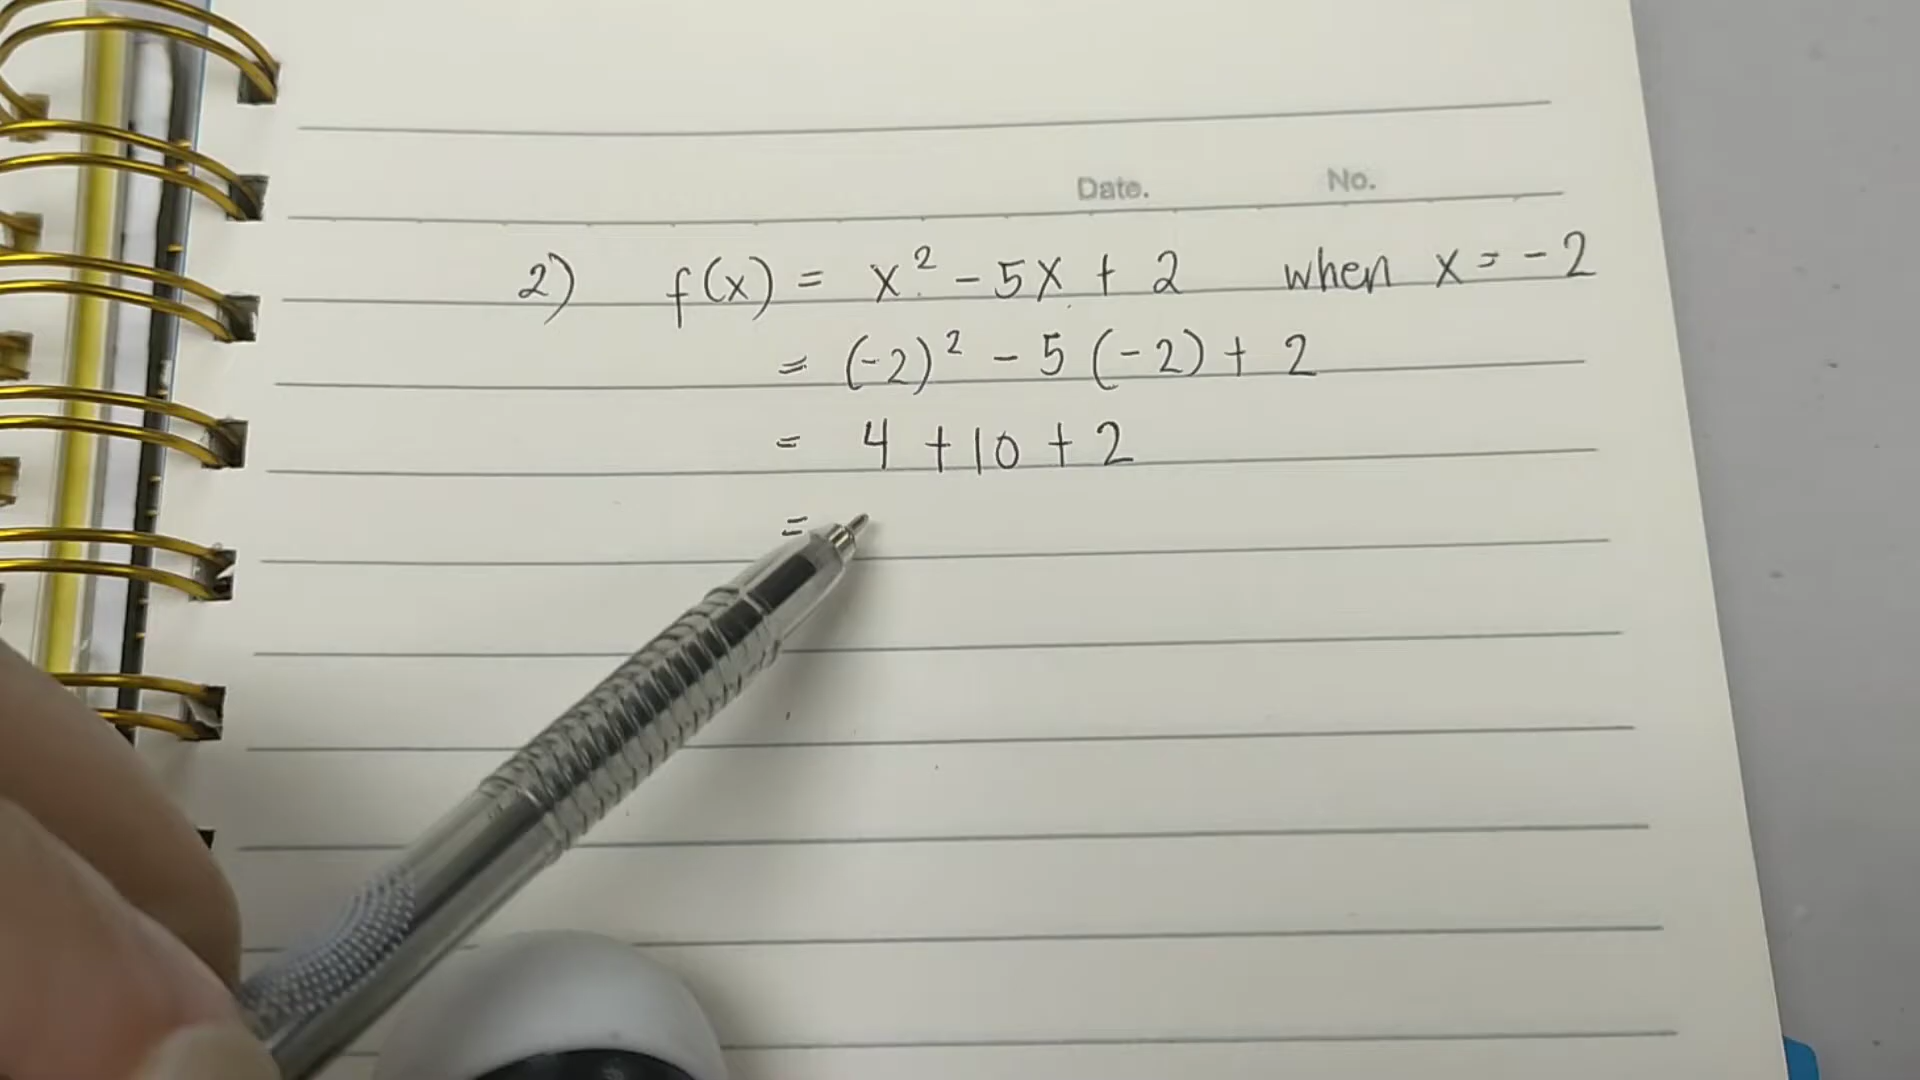 Date. No.
2) f(x) = x² - 5x + 2 when x = -2
= (-2)² - 5 (-2) + 2
= 4 + 10 + 2
=